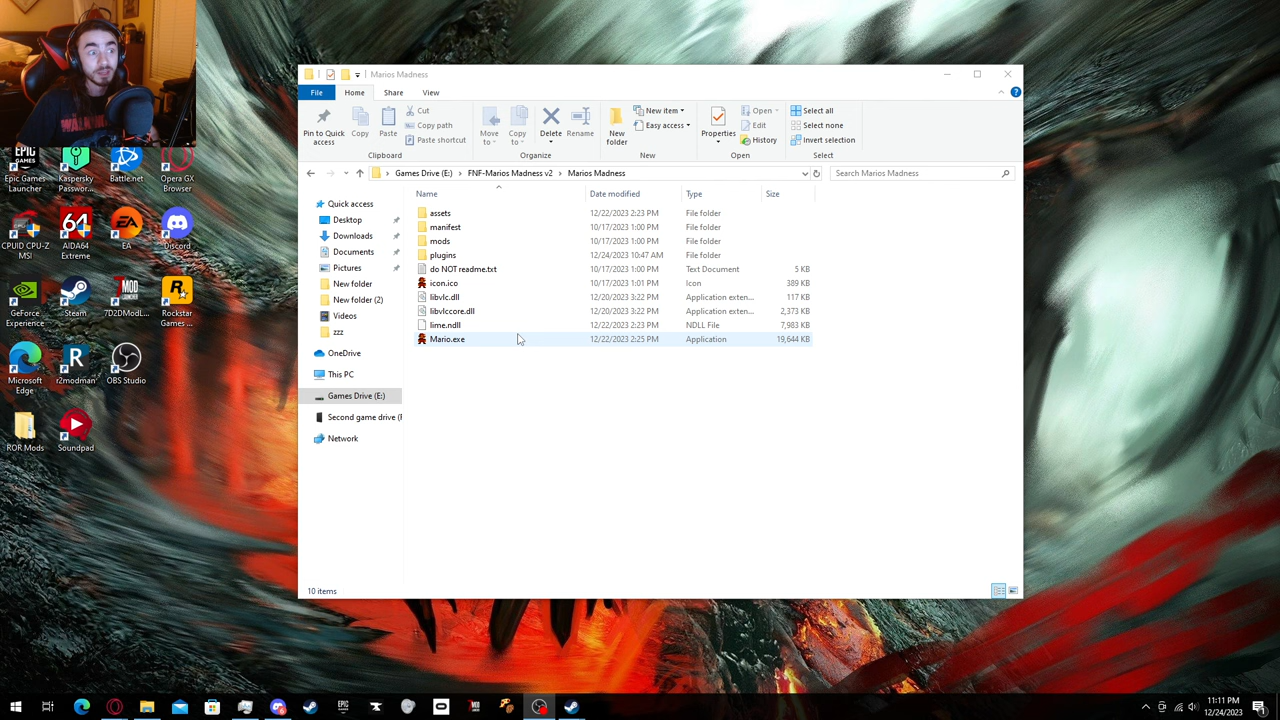 Marios Madness
File Home Share View
Pin to Quick access
Copy
Paste
Cut
Copy path
Paste shortcut
Clipboard
Move to
Copy to
Delete
Rename
Organize
New folder
New item
Easy access
New
Properties
Open
Edit
History
Open
Select all
Select none
Invert selection
Select
Games Drive (E:) > FNF-Marios Madness v2 > Marios Madness
Search Marios Madness
Name Date modified Type Size
assets 12/22/2023 2:23 PM File folder
manifest 10/17/2023 1:00 PM File folder
mods 10/17/2023 1:00 PM File folder
plugins 12/24/2023 10:47 AM File folder
do NOT readme.txt 10/17/2023 1:00 PM Text Document 5 KB
icon.ico 10/17/2023 1:01 PM Icon 389 KB
libvlc.dll 12/20/2023 3:22 PM Application exten... 117 KB
libvlccore.dll 12/20/2023 3:22 PM Application exten... 2,373 KB
lime.ndll 12/22/2023 2:23 PM NDLL File 7,983 KB
Mario.exe 12/22/2023 2:25 PM Application 19,644 KB
Quick access
Desktop
Downloads
Documents
Pictures
New folder
New folder (2)
Videos
zzz
OneDrive
This PC
Games Drive (E:)
Second game drive (F
Network
10 items
Epic Games Launcher
Kaspersky Passwor...
Battle.net
Opera GX Browser
CPUID CPU-Z MSI
AIDA64 Extreme
EA
Discord
GeForce Experience
Steam
7D2DModL...
Rockstar Games ...
Microsoft Edge
r2modman
OBS Studio
ROR Mods
Soundpad
11:11 PM
12/24/2023